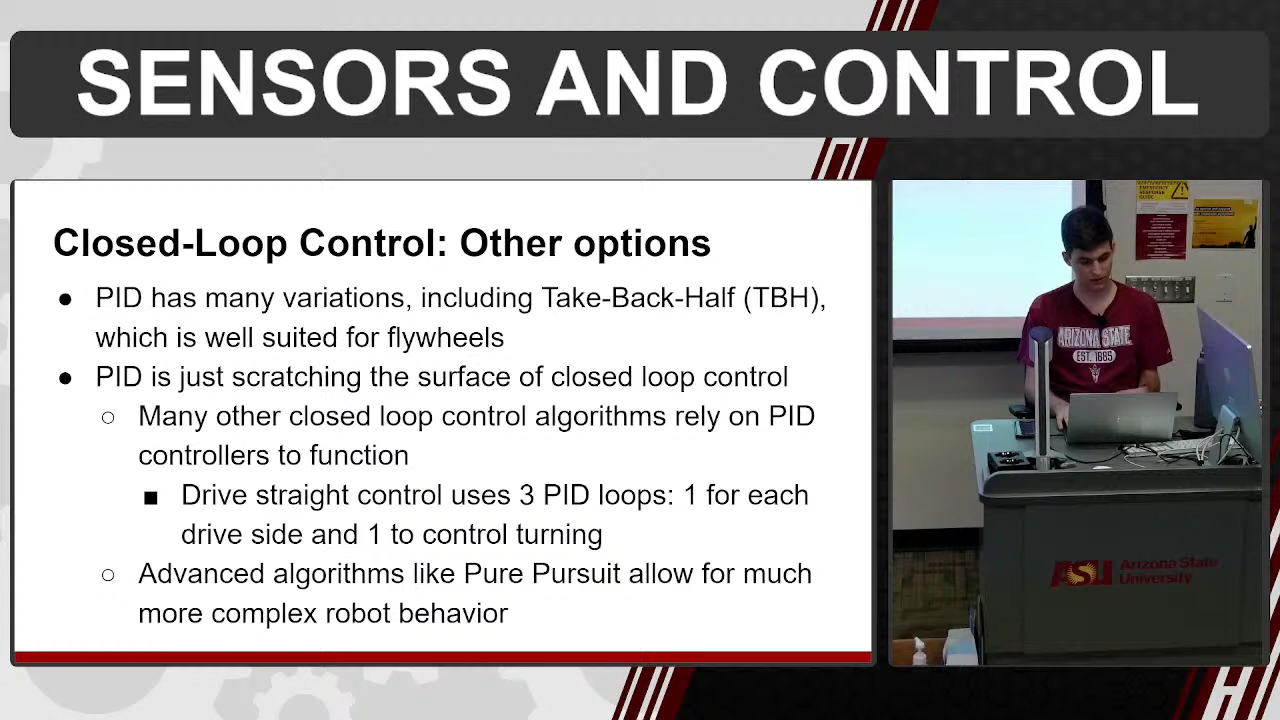 SENSORS AND CONTROL
Closed-Loop Control: Other options
● PID has many variations, including Take-Back-Half (TBH),
which is well suited for flywheels
● PID is just scratching the surface of closed loop control
○ Many other closed loop control algorithms rely on PID
controllers to function
■ Drive straight control uses 3 PID loops: 1 for each
drive side and 1 to control turning
○ Advanced algorithms like Pure Pursuit allow for much
more complex robot behavior
EMERGENCY
RESPONSE
GUIDE
ARIZONA STATE
EST. 1885
ASU Arizona State
University